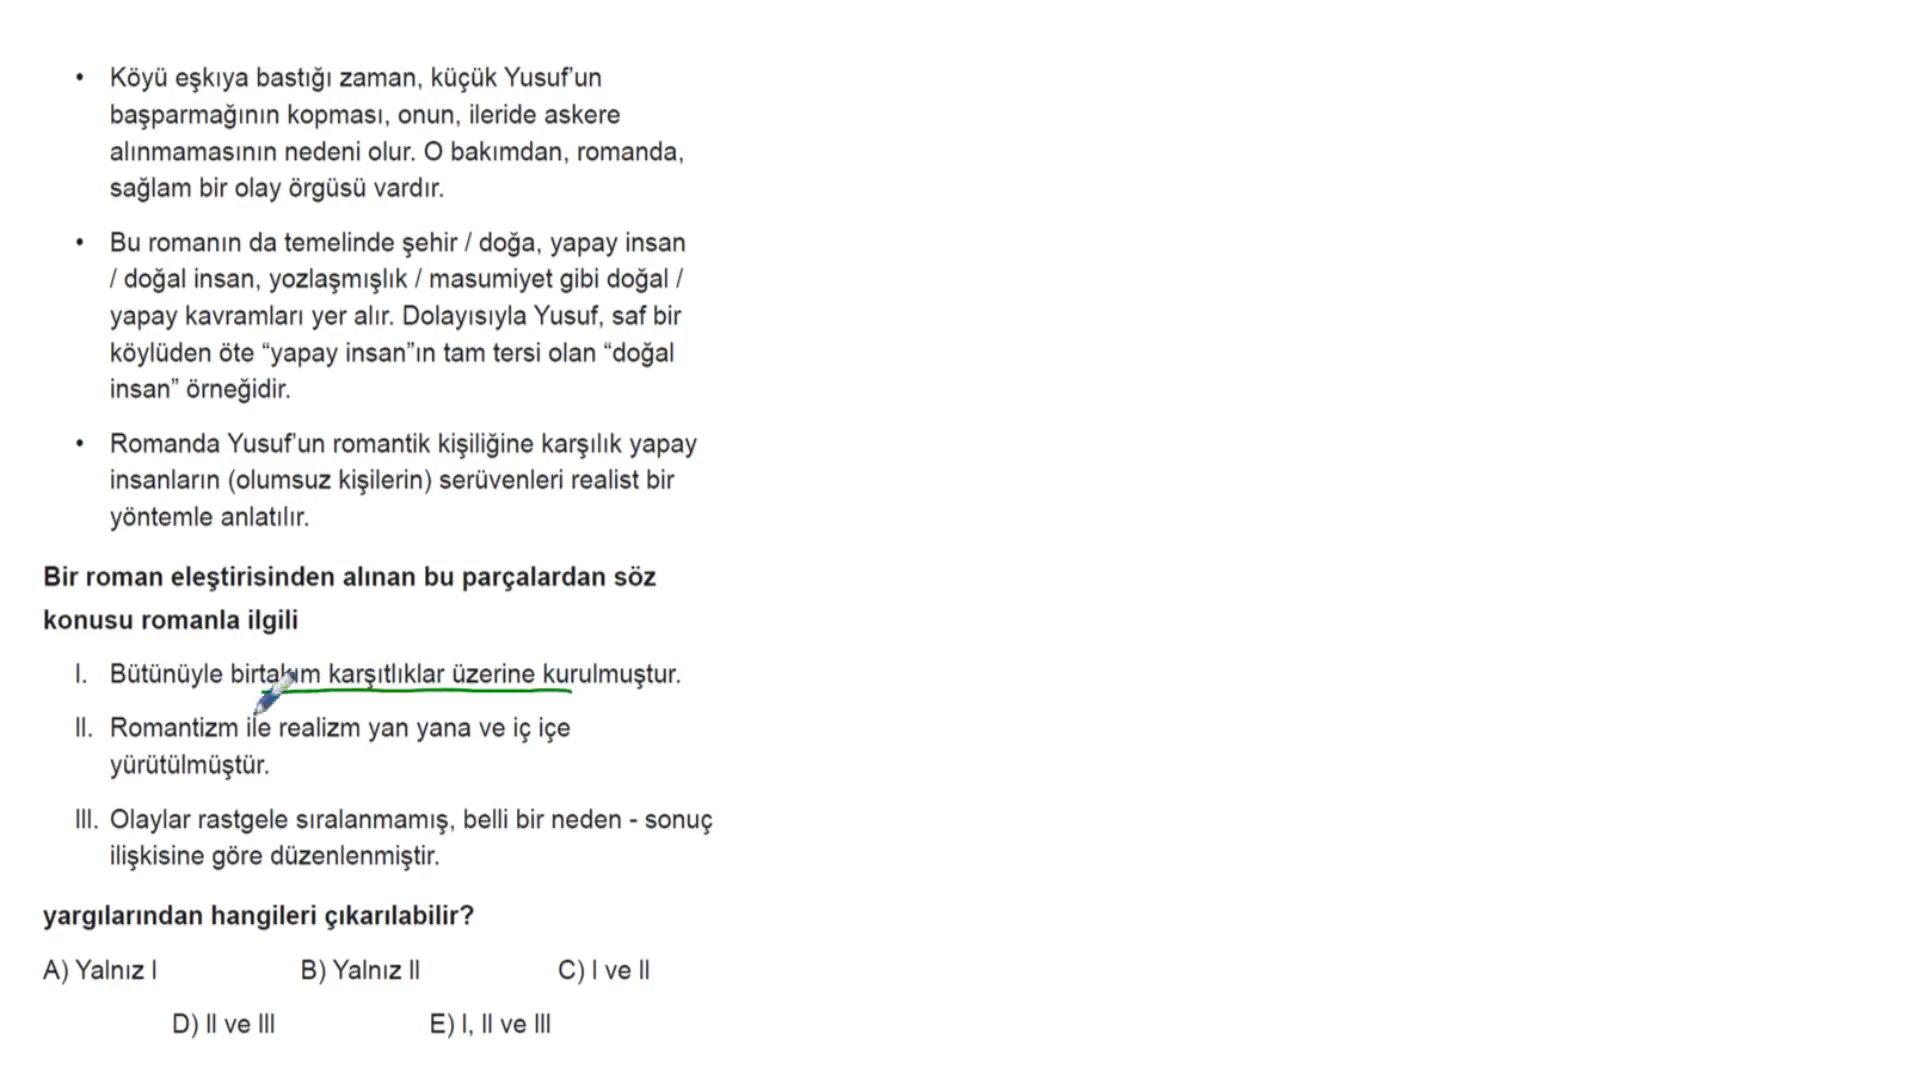 • Köyü eşkıya bastığı zaman, küçük Yusuf’un
başparmağının kopması, onun, ileride askere
alınmamasının nedeni olur. O bakımdan, romanda,
sağlam bir olay örgüsü vardır.
• Bu romanın da temelinde şehir / doğa, yapay insan
/ doğal insan, yozlaşmışlık / masumiyet gibi doğal /
yapay kavramları yer alır. Dolayısıyla Yusuf, saf bir
köylüden öte “yapay insan”ın tam tersi olan “doğal
insan” örneğidir.
• Romanda Yusuf’un romantik kişiliğine karşılık yapay
insanların (olumsuz kişilerin) serüvenleri realist bir
yöntemle anlatılır.
Bir roman eleştirisinden alınan bu parçalardan söz
konusu romanla ilgili
I. Bütünüyle birtakım karşıtlıklar üzerine kurulmuştur.
II. Romantizm ile realizm yan yana ve iç içe
yürütülmüştür.
III. Olaylar rastgele sıralanmamış, belli bir neden - sonuç
ilişkisine göre düzenlenmiştir.
yargılarından hangileri çıkarılabilir?
A) Yalnız I B) Yalnız II C) I ve II
D) II ve III E) I, II ve III